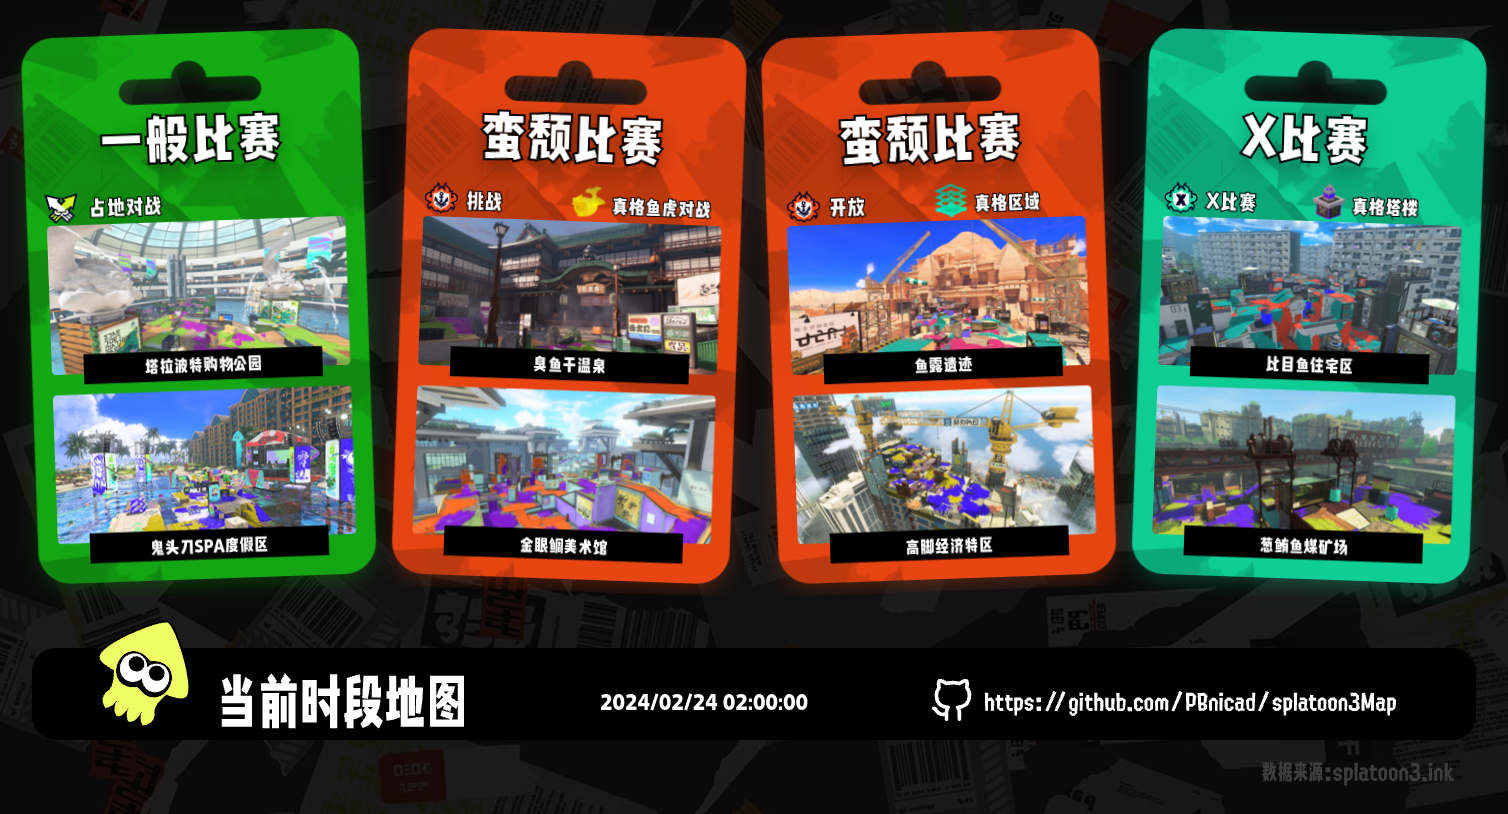 一般比赛
占地对战
塔拉波特购物公园
鬼头刀SPA度假区
蛮颓比赛
挑战
真格鱼虎对战
臭鱼干温泉
金眼鲷美术馆
蛮颓比赛
开放
真格区域
鱼露遗迹
高脚经济特区
X比赛
X比赛
真格塔楼
比目鱼住宅区
葱鲔鱼煤矿场
当前时段地图
2024/02/24 02:00:00
https://github.com/PBnicad/splatoon3Map
数据来源:splatoon3.ink